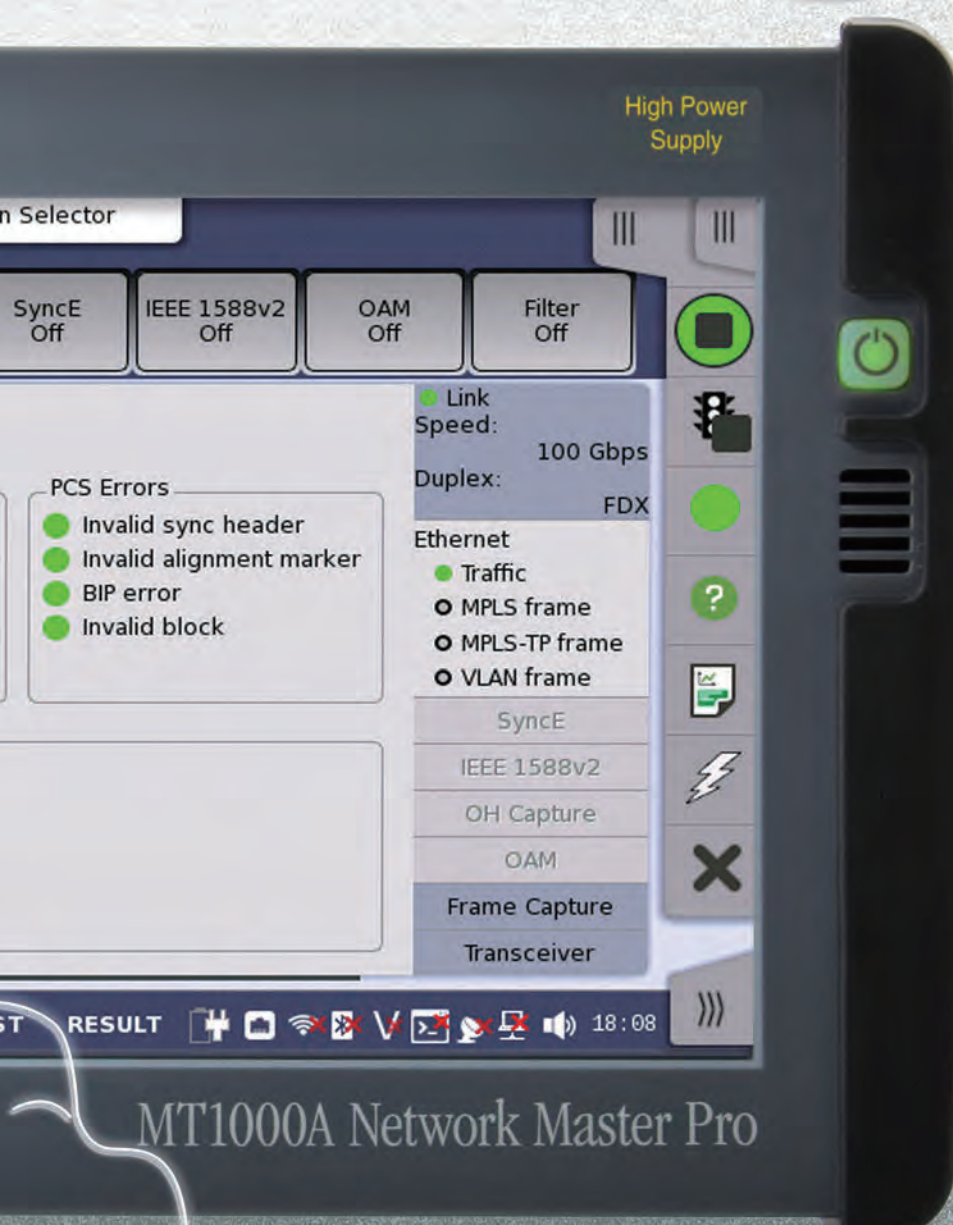 High Power
Supply
n Selector
SyncE
Off
IEEE 1588v2
Off
OAM
Off
Filter
Off
Link
Speed:
100 Gbps
Duplex:
FDX
PCS Errors
Invalid sync header
Invalid alignment marker
BIP error
Invalid block
Ethernet
Traffic
MPLS frame
MPLS-TP frame
VLAN frame
SyncE
IEEE 1588v2
OH Capture
OAM
Frame Capture
Transceiver
ST
RESULT
18:08
MT1000A Network Master Pro